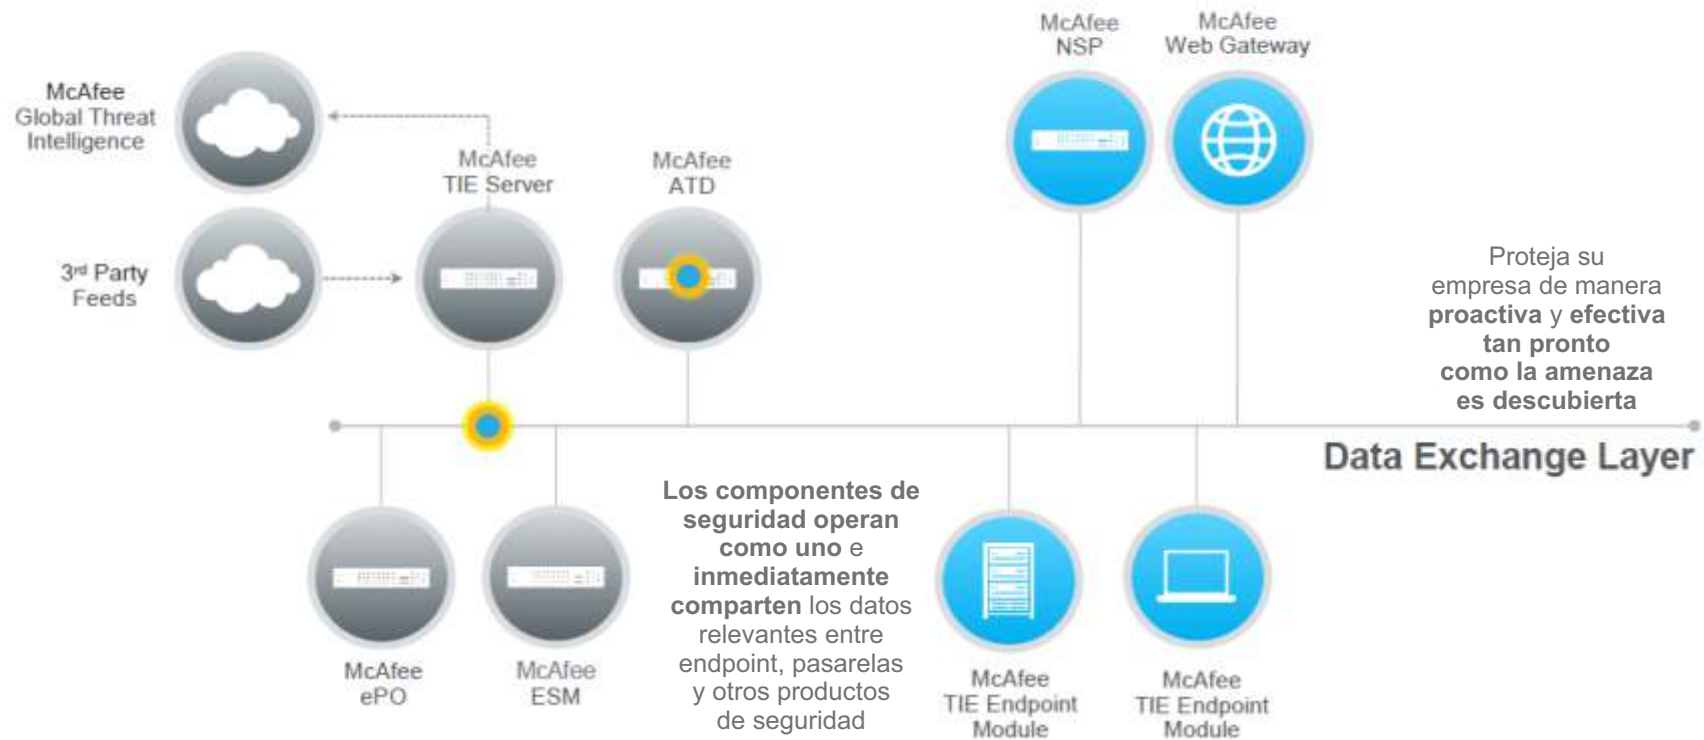 McAfee
NSP
McAfee
Web Gateway
McAfee
Global Threat
Intelligence
McAfee
TIE Server
McAfee
ATD
3rd Party
Feeds
Proteja su
empresa de manera
proactiva y efectiva
tan pronto
como la amenaza
es descubierta
Data Exchange Layer
Los componentes de
seguridad operan
como uno e
inmediatamente
comparten los datos
relevantes entre
endpoint, pasarelas
y otros productos
de seguridad
McAfee
ePO
McAfee
ESM
McAfee
TIE Endpoint
Module
McAfee
TIE Endpoint
Module